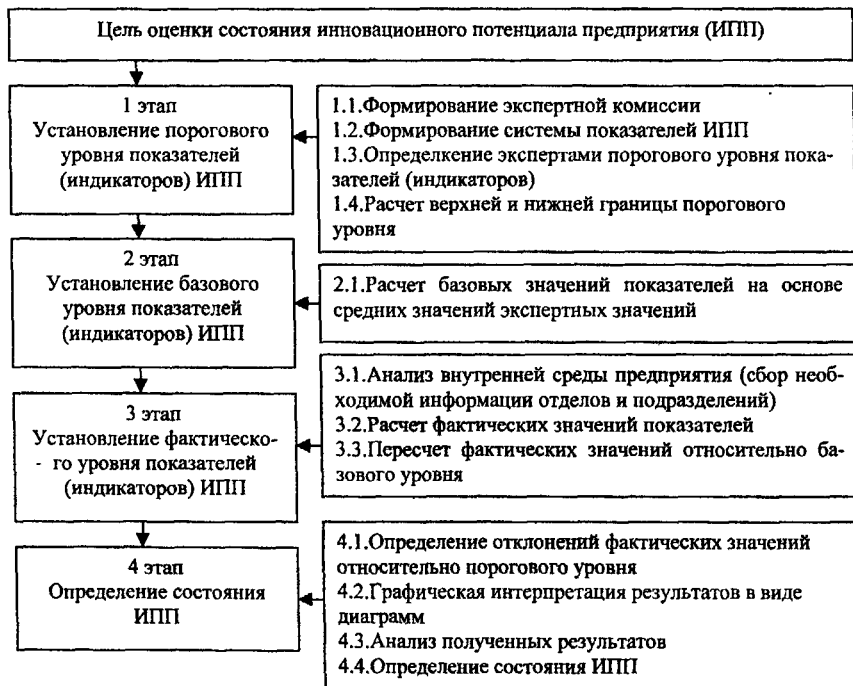 Цель оценки состояния инновационного потенциала предприятия (ИПП)
1 этап
Установление порогового
уровня показателей
(индикаторов) ИПП
1.1.Формирование экспертной комиссии
1.2.Формирование системы показателей ИПП
1.3.Определкение экспертами порогового уровня пока-
зателей (индикаторов)
1.4.Расчет верхней и нижней границы порогового
уровня
2 этап
Установление базового
уровня показателей
(индикаторов) ИПП
2.1.Расчет базовых значений показателей на основе
средних значений экспертных значений
3 этап
Установление фактическо-
го уровня показателей
(индикаторов) ИПП
3.1.Анализ внутренней среды предприятия (сбор необ-
ходимой информации отделов и подразделений)
3.2.Расчет фактических значений показателей
3.3.Пересчет фактических значений относительно ба-
зового уровня
4 этап
Определение состояния
ИПП
4.1.Определение отклонений фактических значений
относительно порогового уровня
4.2.Графическая интерпретация результатов в виде
диаграмм
4.3.Анализ полученных результатов
4.4.Определение состояния ИПП